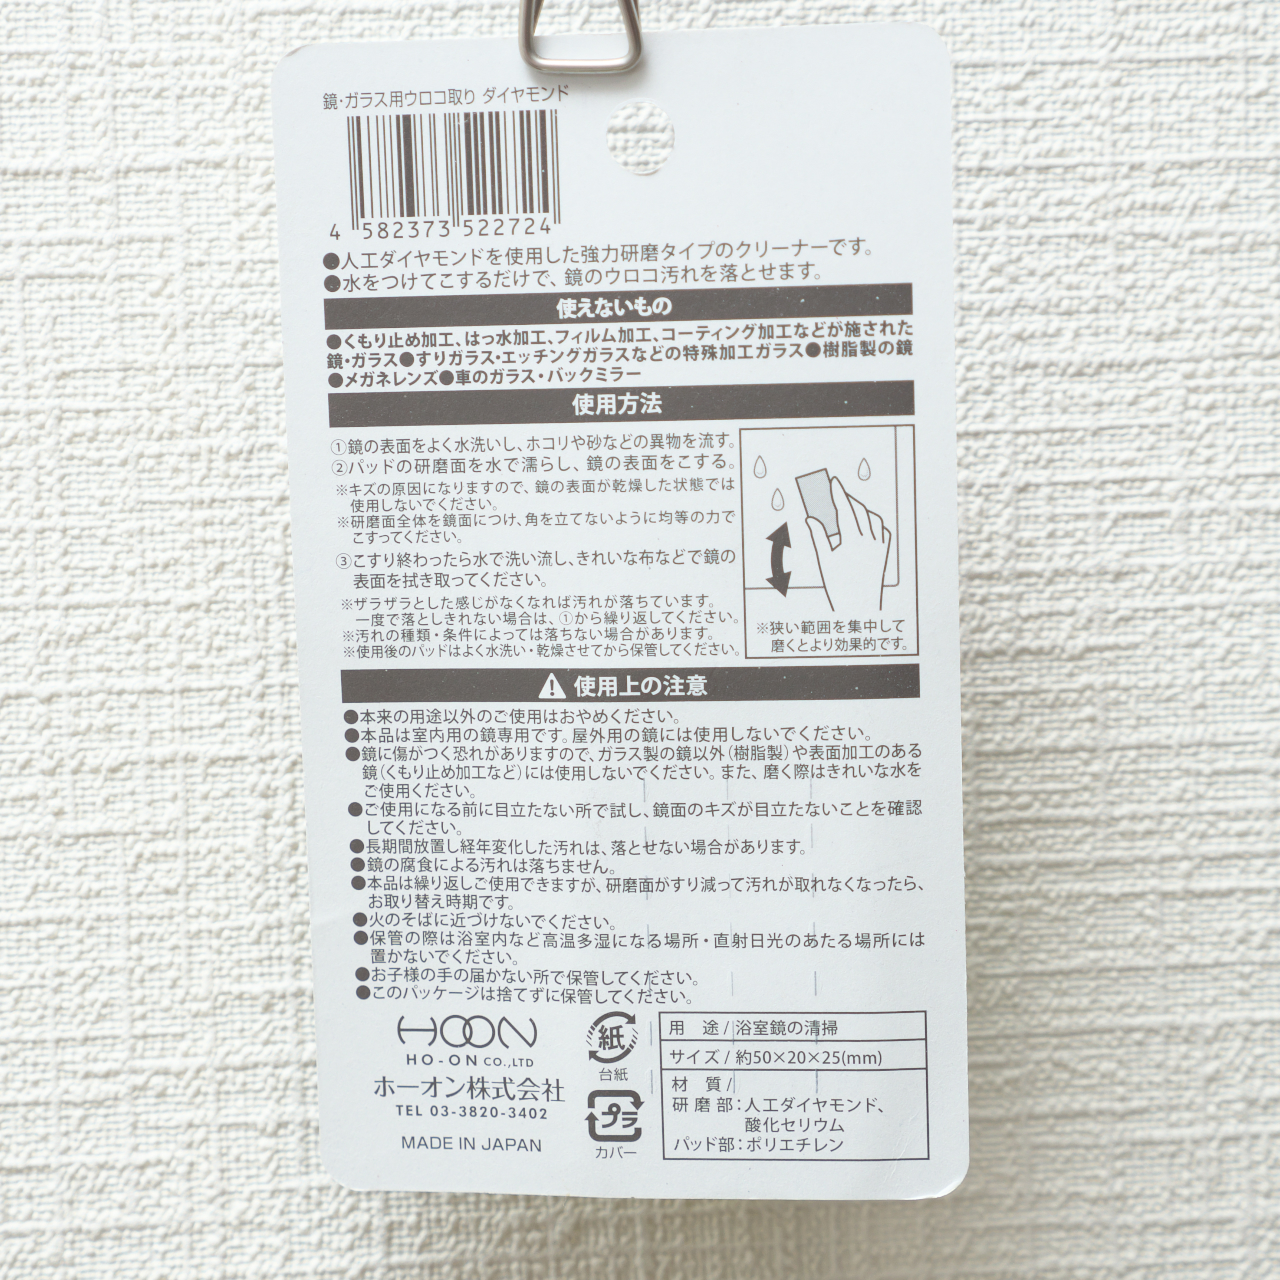 鏡・ガラス用ウロコ取り ダイヤモンド
4 582373 522724
●人工ダイヤモンドを使用した強力研磨タイプのクリーナーです。
●水をつけてこするだけで、鏡のウロコ汚れを落とせます。
使えないもの
●くもり止め加工、はっ水加工、フィルム加工、コーティング加工などが施された
鏡・ガラス●すりガラス・エッチングガラスなどの特殊加工ガラス●樹脂製の鏡
●メガネレンズ●車のガラス・バックミラー
使用方法
①鏡の表面をよく水洗いし、ホコリや砂などの異物を流す。
②パッドの研磨面を水で濡らし、鏡の表面をこする。
※キズの原因になりますので、鏡の表面が乾燥した状態では
使用しないでください。
※研磨面全体を鏡面につけ、角を立てないように均等の力で
こすってください。
③こすり終わったら水で洗い流し、きれいな布などで鏡の
表面を拭き取ってください。
※ザラザラとした感じがなくなれば汚れが落ちています。
一度で落としきれない場合は、①から繰り返してください。
※汚れの種類・条件によっては落ちない場合があります。
※使用後のパッドはよく水洗い・乾燥させてから保管してください。
※狭い範囲を集中して
磨くとより効果的です。
⚠ 使用上の注意
●本来の用途以外のご使用はおやめください。
●本品は室内用の鏡専用です。屋外用の鏡には使用しないでください。
●鏡に傷がつく恐れがありますので、ガラス製の鏡以外(樹脂製)や表面加工のある
鏡(くもり止め加工など)には使用しないでください。また、磨く際はきれいな水を
ご使用ください。
●ご使用になる前に目立たない所で試し、鏡面のキズが目立たないことを確認
してください。
●長期間放置し経年変化した汚れは、落とせない場合があります。
●鏡の腐食による汚れは落ちません。
●本品は繰り返しご使用できますが、研磨面がすり減って汚れが取れなくなったら、
お取り替え時期です。
●火のそばに近づけないでください。
●保管の際は浴室内など高温多湿になる場所・直射日光のあたる場所には
置かないでください。
●お子様の手の届かない所で保管してください。
●このパッケージは捨てずに保管してください。
HOON
HO-ON CO.,LTD
ホーオン株式会社
TEL 03-3820-3402
MADE IN JAPAN
紙
台紙
プラ
カバー
用 途 / 浴室鏡の清掃
サイズ / 約50×20×25(mm)
材 質 /
研 磨 部:人工ダイヤモンド、
酸化セリウム
パッド部:ポリエチレン